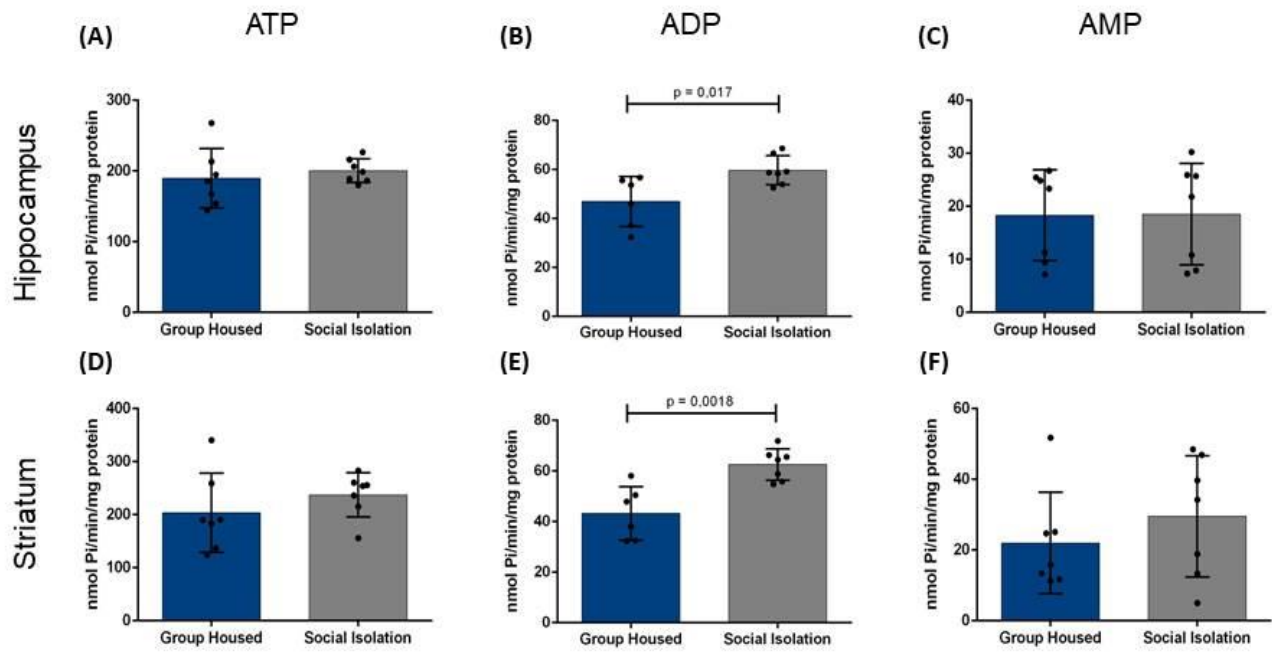 ATP
ADP
AMP
Hippocampus
(A)
nmol Pi/min/mg protein
300
200
100
0
Group Housed
Social Isolation
(B)
p = 0,017
nmol Pi/min/mg protein
80
60
40
20
0
Group Housed
Social Isolation
(C)
nmol Pi/min/mg protein
40
30
20
10
0
Group Housed
Social Isolation
Striatum
(D)
nmol Pi/min/mg protein
400
300
200
100
0
Group Housed
Social Isolation
(E)
p = 0,0018
nmol Pi/min/mg protein
80
60
40
20
0
Group Housed
Social Isolation
(F)
nmol Pi/min/mg protein
60
40
20
0
Group Housed
Social Isolation